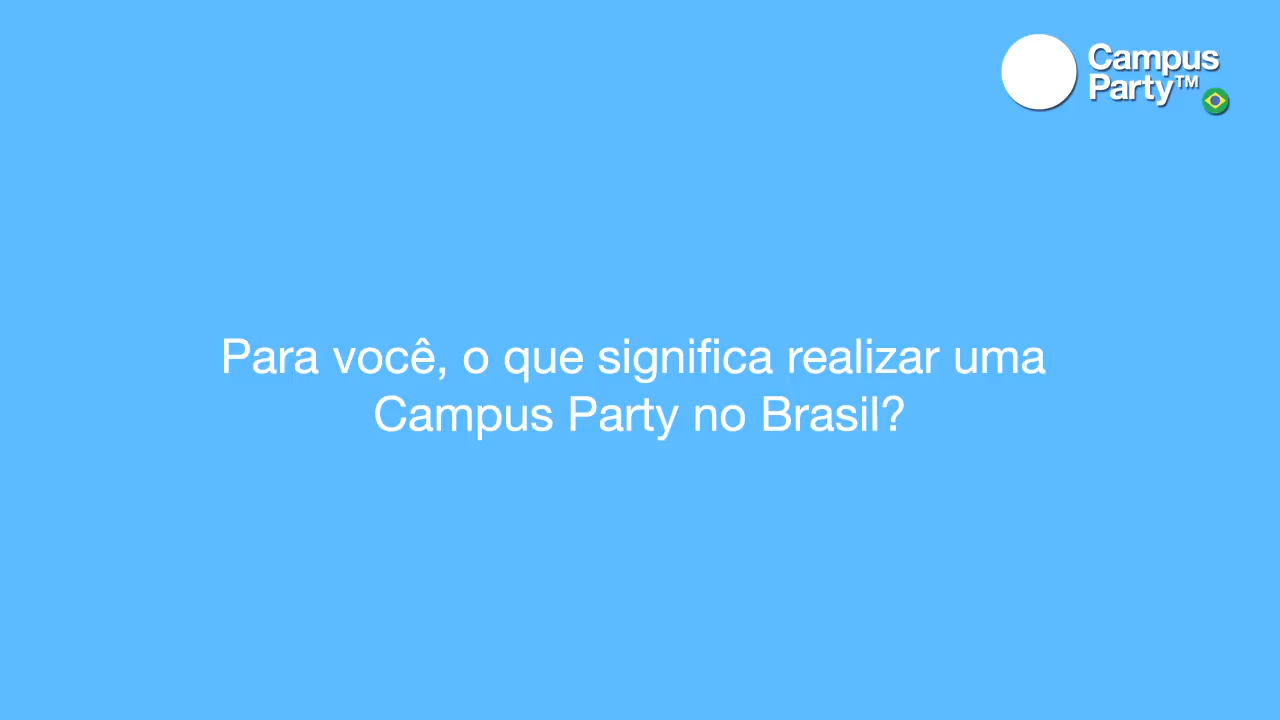 Campus
Party™
Para você, o que significa realizar uma
Campus Party no Brasil?